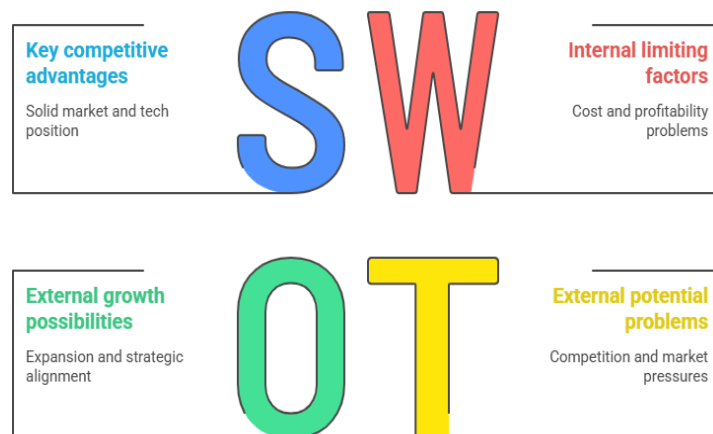 Key competitive
advantages
Solid market and tech
position
S
W
Internal limiting
factors
Cost and profitability
problems
External growth
possibilities
Expansion and strategic
alignment
O
T
External potential
problems
Competition and market
pressures